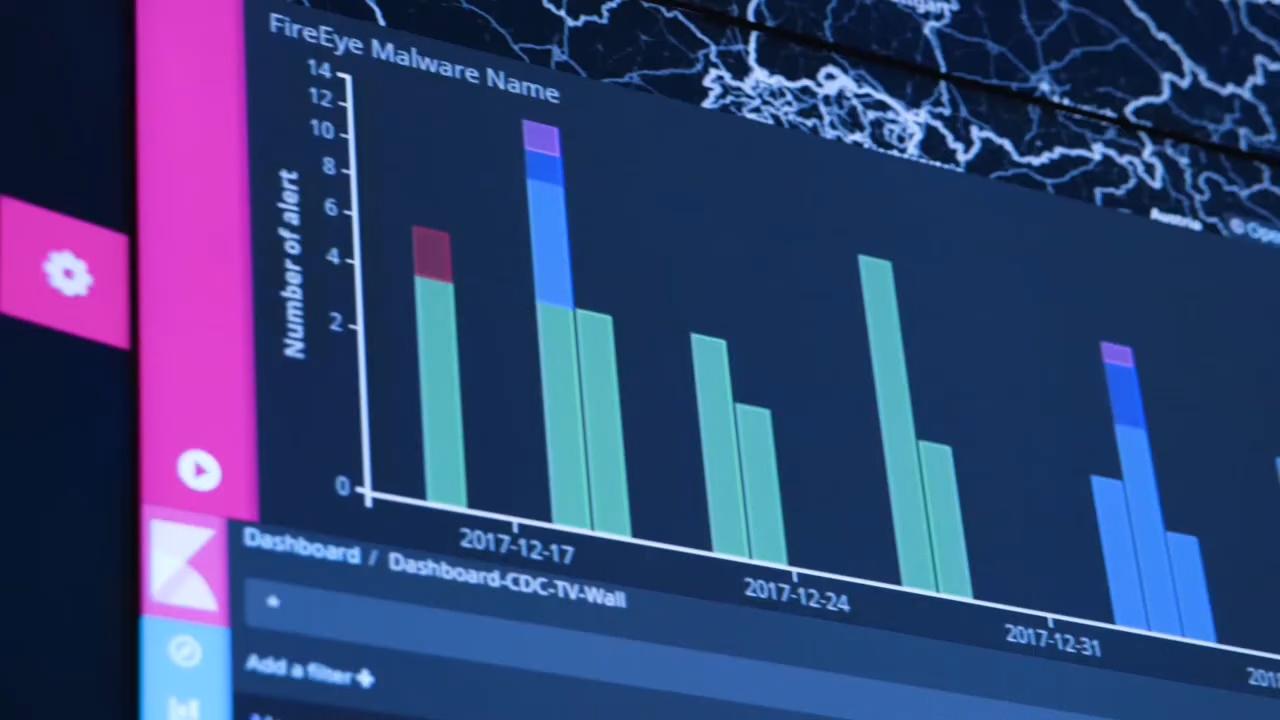 FireEye Malware Name
Number of alert
14
12
10
8
6
4
2
0
2017-12-17
2017-12-24
2017-12-31
Dashboard / Dashboard-CDC-TV-Wall
*
Add a filter +
Austria